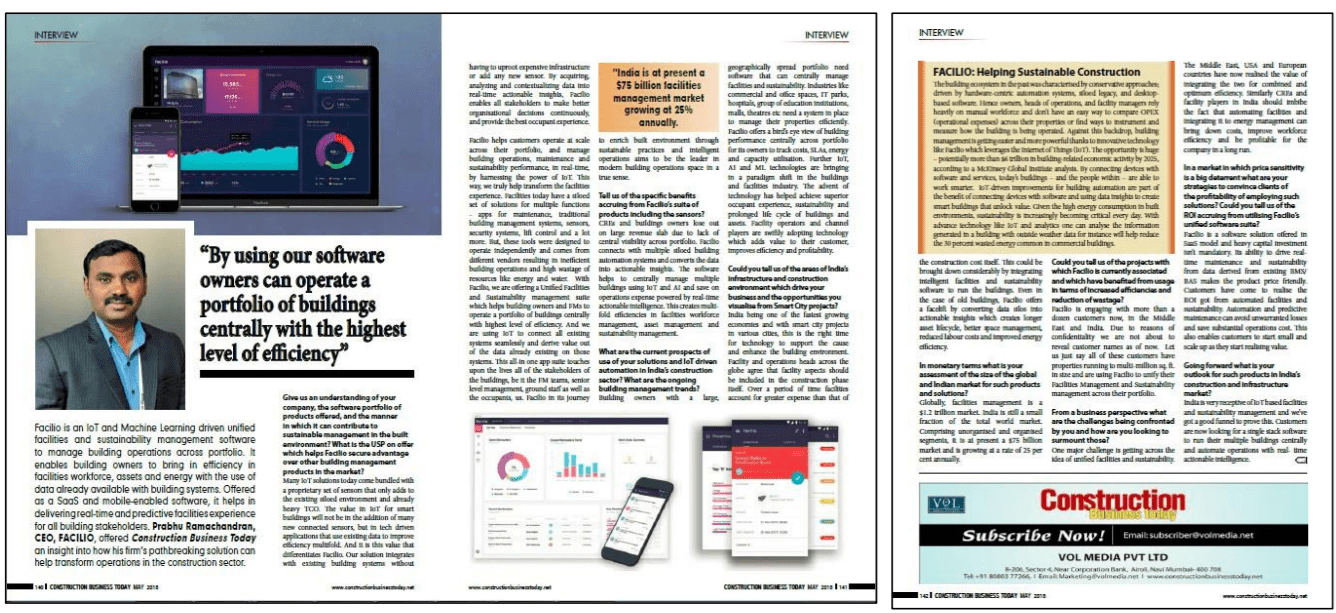 INTERVIEW
"By using our software
owners can operate a
portfolio of buildings
centrally with the highest
level of efficiency"
Facilio is an IoT and Machine Learning driven unified
facilities and sustainability management software
to manage building operations across portfolio. It
enables building owners to bring in efficiency in
facilities workforce, assets and energy with the use of
data already available with building systems. Offered
as a SaaS and mobile-enabled software, it helps in
delivering real-time and predictive facilities experience
for all building stakeholders. Prabhu Ramachandran,
CEO, FACILIO, offered Construction Business Today
an insight into how his firm's pathbreaking solution can
help transform operations in the construction sector.
Give us an understanding of your
company, the software portfolio of
products offered, and the manner
in which it can contribute to
sustainable management in the built
environment? What is the USP on offer
which helps Facilio secure advantage
over other building management
products in the market?
Many IoT solutions today come bundled with
a proprietary set of sensors that only adds to
the existing siloed environment and already
heavy TCO. The value in IoT for smart
buildings will not be in the addition of many
new connected sensors, but in tech driven
applications that use existing data to improve
efficiency multifold. And it is this value that
differentiates Facilio. Our solution integrates
with existing building systems without
140 | CONSTRUCTION BUSINESS TODAY MAY 2018
www.constructionbusinesstoday.net
INTERVIEW
having to uproot expensive infrastructure
or add any new sensor. By acquiring,
analyzing and contextualizing data into
real-time actionable insights, Facilio
enables all stakeholders to make better
organisational decisions continuously,
and provide the best occupant experience.
Facilio helps customers operate at scale
across their portfolio, and manage
building operations, maintenance and
sustainability performance, in real-time,
by harnessing the power of IoT. This
way, we truly help transform the facilities
experience. Facilities today have a siloed
set of solutions for multiple functions
- apps for maintenance, traditional
building management systems, sensors,
security systems, lift control and a lot
more. But, these tools were designed to
operate independently and comes from
different vendors resulting in inefficient
building operations and high wastage of
resources like energy and water. With
Facilio, we are offering a Unified Facilities
and Sustainability management suite
which helps building owners and FMs to
operate a portfolio of buildings centrally
with highest level of efficiency. And we
are using IoT to connect all existing
systems seamlessly and derive value out
of the data already existing on those
systems. This all-in one app suite touches
upon the lives all of the stakeholders of
the buildings, be it the FM teams, senior
level management, ground staff as well as
the occupants, us. Facilio in its journey
"India is at present a
$75 billion facilities
management market
growing at 25%
annually.
to enrich built environment through
sustainable practices and intelligent
operations aims to be the leader in
modern building operations space in a
true sense.
Tell us of the specific benefits
accruing from Facilio's suite of
products including the sensors?
CREs and building owners lose out
on large revenue slab due to lack of
central visibility across portfolio. Facilio
connects with multiple siloed building
automation systems and converts the data
into actionable insights. The software
helps to centrally manage multiple
buildings using IoT and AI and save on
operations expense powered by real-time
actionable intelligence. This creates multi-
fold efficiencies in facilities workforce
management, asset management and
sustainability management.
What are the current prospects of
use of your solutions and IoT driven
automation in India's construction
sector? What are the ongoing
building management trends?
Building owners with a large,
geographically spread portfolio need
software that can centrally manage
facilities and sustainability. Industries like
commercial and office spaces, IT parks,
hospitals, group of education institutions,
malls, theatres etc need a system in place
to manage their properties efficiently.
Facilio offers a bird's eye view of building
performance centrally across portfolio
for its owners to track costs, SLAs, energy
and capacity utilisation. Further IoT,
AI and ML technologies are bringing
in a paradigm shift in the buildings
and facilities industry. The advent of
technology has helped achieve superior
occupant experience, sustainability and
prolonged life cycle of buildings and
assets. Facility operators and channel
players are swiftly adopting technology
which adds value to their customer,
improves efficiency and profitability.
Could you tell us of the areas of India's
infrastructure and construction
environment which drive your
business and the opportunities you
visualise from Smart City projects?
India being one of the fastest growing
economies and with smart city projects
in various cities, this is the right time
for technology to support the cause
and enhance the building environment.
Facility and operations heads across the
globe agree that facility aspects should
be included in the construction phase
itself. Over a period of time facilities
account for greater expense than that of
www.constructionbusinesstoday.net
CONSTRUCTION BUSINESS TODAY MAY 2018 | 141
INTERVIEW
FACILIO: Helping Sustainable Construction
The building ecosystem in the past was characterised by conservative approaches;
driven by hardware-centric automation systems, siloed legacy, and desktop-
based software. Hence owners, heads of operations, and facility managers rely
heavily on manual workforce and don't have an easy way to compare OPEX
(operational expenses) across their properties or find ways to instrument and
measure how the building is being operated. Against this backdrop, building
management is getting easier and more powerful thanks to innovative technology
like Facilio which leverages the Internet of Things (IoT). The opportunity is huge
– potentially more than $6 trillion in building-related economic activity by 2025,
according to a McKinsey Global Institute analysis. By connecting devices with
software and services, today's buildings – and the people within – are able to
work smarter. IoT-driven improvements for building automation are part of
the benefit of connecting devices with software and using data insights to create
smart buildings that unlock value. Given the high energy consumption in built
environments, sustainability is increasingly becoming critical every day. With
advance technology like IoT and analytics one can analyse the information
generated in a building with outside weather data for instance will help reduce
the 30 percent wasted energy common in commercial buildings.
the construction cost itself. This could be
brought down considerably by integrating
intelligent facilities and sustainability
software to run the buildings. Even in
the case of old buildings, Facilio offers
a facelift by converting data silos into
actionable insights which creates longer
asset lifecycle, better space management,
reduced labour costs and improved energy
efficiency.
In monetary terms what is your
assessment of the size of the global
and Indian market for such products
and solutions?
Globally, facilities management is a
$1.2 trillion market. India is still a small
fraction of the total world market.
Comprising unorganised and organised
segments, it is at present a $75 billion
market and is growing at a rate of 25 per
cent annually.
Could you tell us of the projects with
which Facilio is currently associated
and which have benefitted from usage
in terms of increased efficiencies and
reduction of wastage?
Facilio is engaging with more than a
dozen customers now, in the Middle
East and India. Due to reasons of
confidentiality we are not about to
reveal customer names as of now. Let
us just say all of these customers have
properties running to multi-million sq. ft.
in size and are using Facilio to unify their
Facilities Management and Sustainability
management across their portfolio.
From a business perspective what
are the challenges being confronted
by you and how are you looking to
surmount those?
One major challenge is getting across the
idea of unified facilities and sustainability.
The Middle East, USA and European
countries have now realised the value of
integrating the two for combined and
optimum efficiency. Similarly CREs and
facility players in India should imbibe
the fact that automating facilities and
integrating it to energy management can
bring down costs, improve workforce
efficiency and be profitable for the
company in a long run.
In a market in which price sensitivity
is a big deterrent what are your
strategies to convince clients of
the profitability of employing such
solutions? Could you tell us of the
ROI accruing from utilising Facilio's
unified software suite?
Facilio is a software solution offered in
SaaS model and heavy capital investment
isn't mandatory. Its ability to drive real-
time maintenance and sustainability
from data derived from existing BMS/
BAS makes the product price friendly.
Customers have come to realise the
ROI got from automated facilities and
sustainability. Automation and predictive
maintenance can avoid unwarranted losses
and save substantial operations cost. This
also enables customers to start small and
scale up as they start realising value.
Going forward what is your
outlook for such products in India's
construction and infrastructure
market?
India is very receptive of IoT based facilities
and sustainability management and we've
got a good funnel to prove this. Customers
are now looking for a single stack software
to run their multiple buildings centrally
and automate operations with real- time
actionable intelligence.
VOL
Construction
Business Today
Subscribe Now! Email: subscriber@volmedia.net
VOL MEDIA PVT LTD
B-206, Sector 4, Near Corporation Bank, Airoli, Navi Mumbai- 400 708
Tel: +91 80803 77266, | Email: Marketing@volmedia.net | www.constructionbusinesstoday.net
142 | CONSTRUCTION BUSINESS TODAY MAY 2018
www.constructionbusinesstoday.net